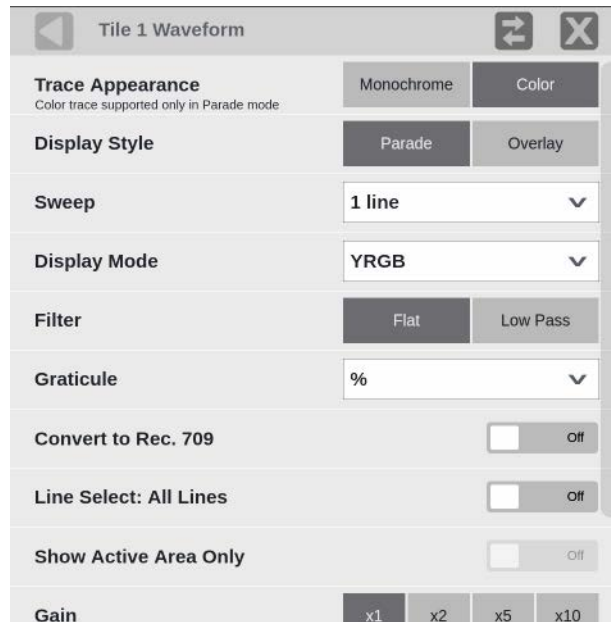 Tile 1 Waveform
Trace Appearance
Color trace supported only in Parade mode
Monochrome Color
Display Style Parade Overlay
Sweep 1 line
Display Mode YRGB
Filter Flat Low Pass
Graticule %
Convert to Rec. 709 Off
Line Select: All Lines Off
Show Active Area Only Off
Gain x1 x2 x5 x10